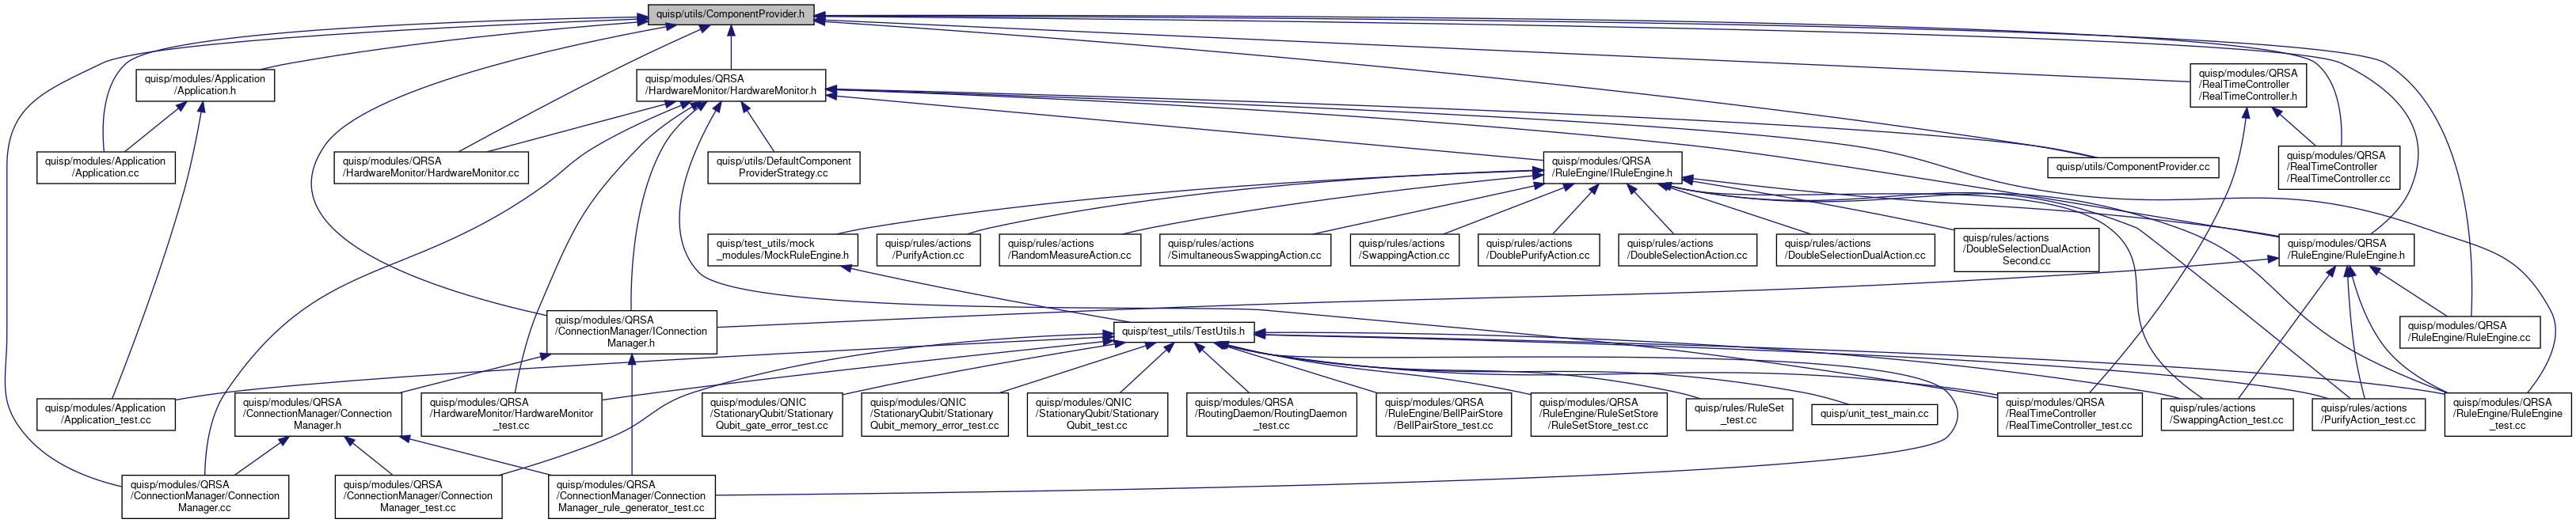 quisp/utils/ComponentProvider.h
quisp/modules/Application
/Application.h
quisp/modules/QRSA
/HardwareMonitor/HardwareMonitor.h
quisp/modules/QRSA
/RealTimeController
/RealTimeController.h
quisp/modules/Application
/Application.cc
quisp/modules/QRSA
/HardwareMonitor/HardwareMonitor.cc
quisp/utils/DefaultComponent
ProviderStrategy.cc
quisp/modules/QRSA
/RuleEngine/IRuleEngine.h
quisp/utils/ComponentProvider.cc
quisp/modules/QRSA
/RealTimeController
/RealTimeController.cc
quisp/test_utils/mock
_modules/MockRuleEngine.h
quisp/rules/actions
/PurifyAction.cc
quisp/rules/actions
/RandomMeasureAction.cc
quisp/rules/actions
/SimultaneousSwappingAction.cc
quisp/rules/actions
/SwappingAction.cc
quisp/rules/actions
/DoublePurifyAction.cc
quisp/rules/actions
/DoubleSelectionAction.cc
quisp/rules/actions
/DoubleSelectionDualAction.cc
quisp/rules/actions
/DoubleSelectionDualAction
Second.cc
quisp/modules/QRSA
/RuleEngine/RuleEngine.h
quisp/modules/QRSA
/ConnectionManager/IConnection
Manager.h
quisp/test_utils/TestUtils.h
quisp/modules/QRSA
/RuleEngine/RuleEngine.cc
quisp/modules/Application
/Application_test.cc
quisp/modules/QRSA
/ConnectionManager/Connection
Manager.h
quisp/modules/QRSA
/HardwareMonitor/HardwareMonitor
_test.cc
quisp/modules/QNIC
/StationaryQubit/Stationary
Qubit_gate_error_test.cc
quisp/modules/QNIC
/StationaryQubit/Stationary
Qubit_memory_error_test.cc
quisp/modules/QNIC
/StationaryQubit/Stationary
Qubit_test.cc
quisp/modules/QRSA
/RoutingDaemon/RoutingDaemon
_test.cc
quisp/modules/QRSA
/RuleEngine/BellPairStore
/BellPairStore_test.cc
quisp/modules/QRSA
/RuleEngine/RuleSetStore
/RuleSetStore_test.cc
quisp/rules/RuleSet
_test.cc
quisp/unit_test_main.cc
quisp/modules/QRSA
/RealTimeController
/RealTimeController_test.cc
quisp/rules/actions
/SwappingAction_test.cc
quisp/rules/actions
/PurifyAction_test.cc
quisp/modules/QRSA
/RuleEngine/RuleEngine
_test.cc
quisp/modules/QRSA
/ConnectionManager/Connection
Manager.cc
quisp/modules/QRSA
/ConnectionManager/Connection
Manager_test.cc
quisp/modules/QRSA
/ConnectionManager/Connection
Manager_rule_generator_test.cc